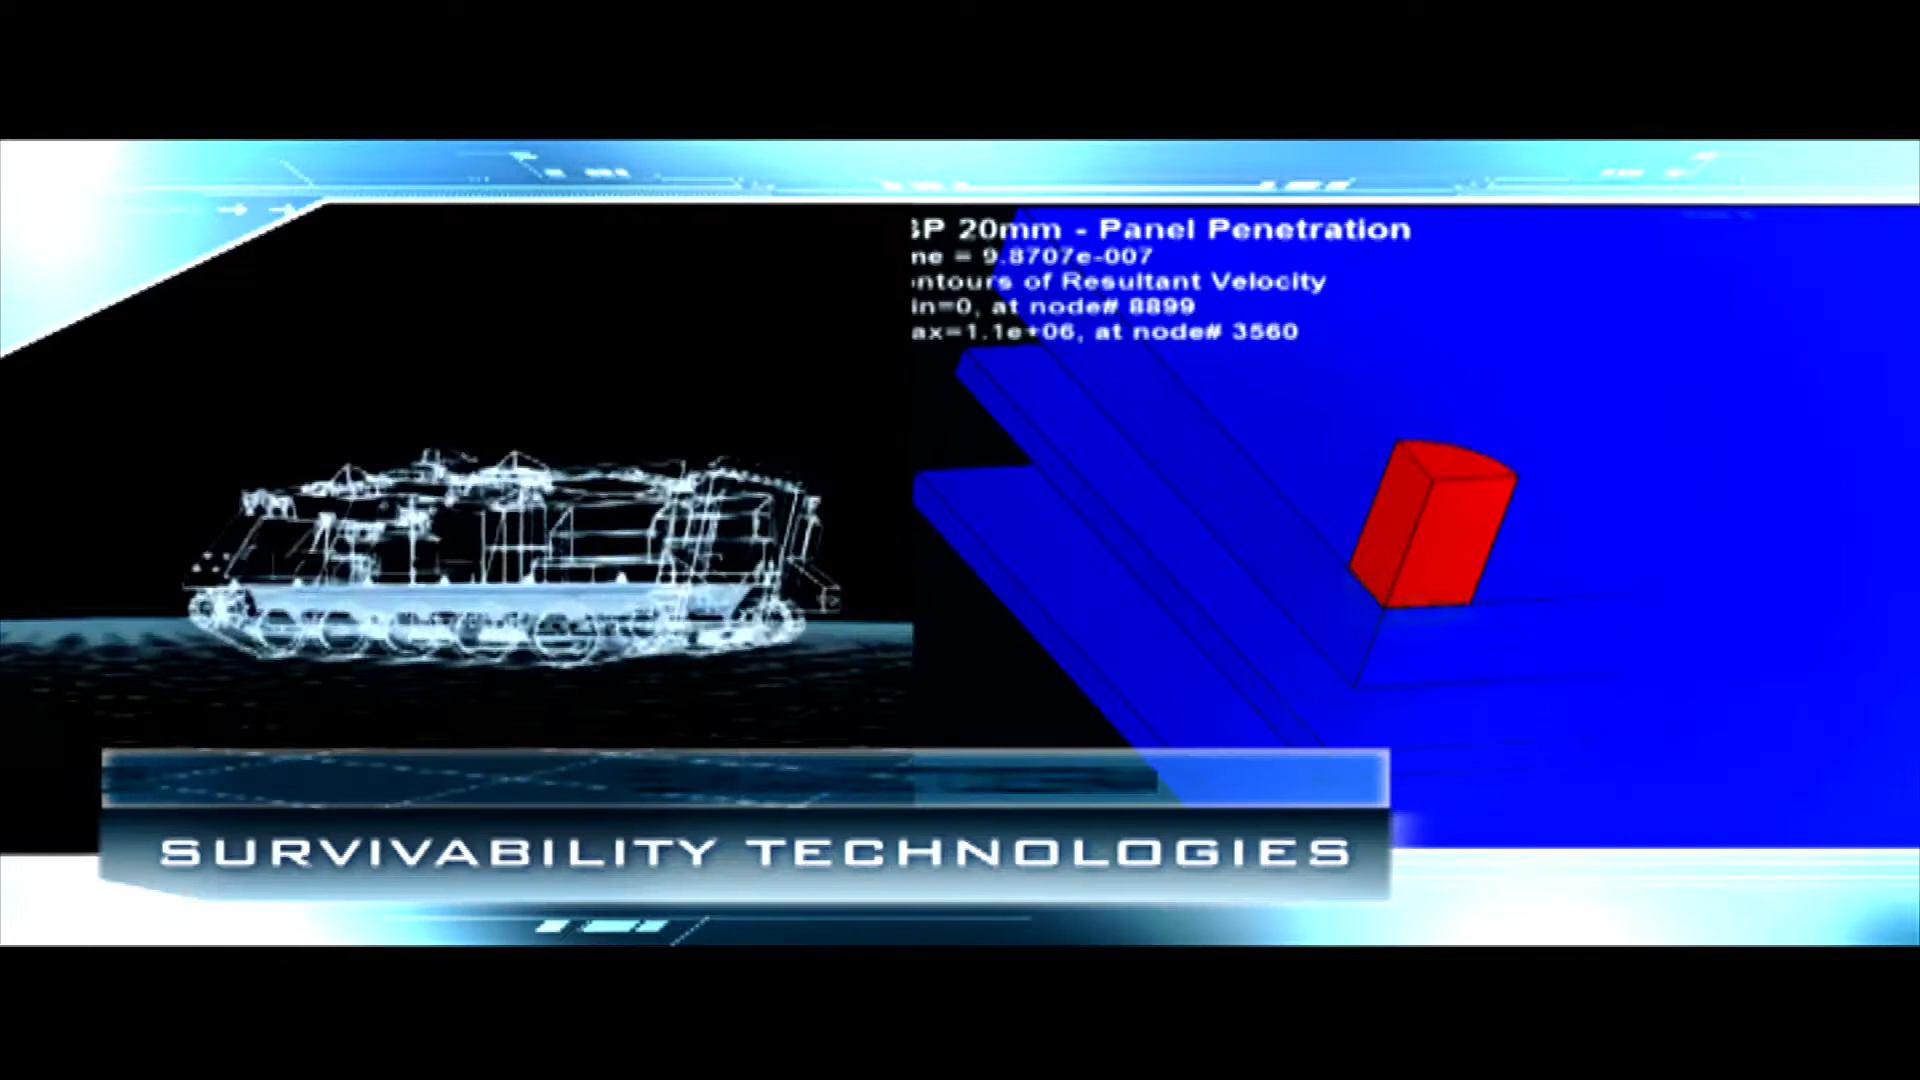 P 20mm - Panel Penetration
ne = 9.8707e-007
ntours of Resultant Velocity
in=0, at node# 8899
ax=1.1e+06, at node# 3560
SURVIVABILITY TECHNOLOGIES